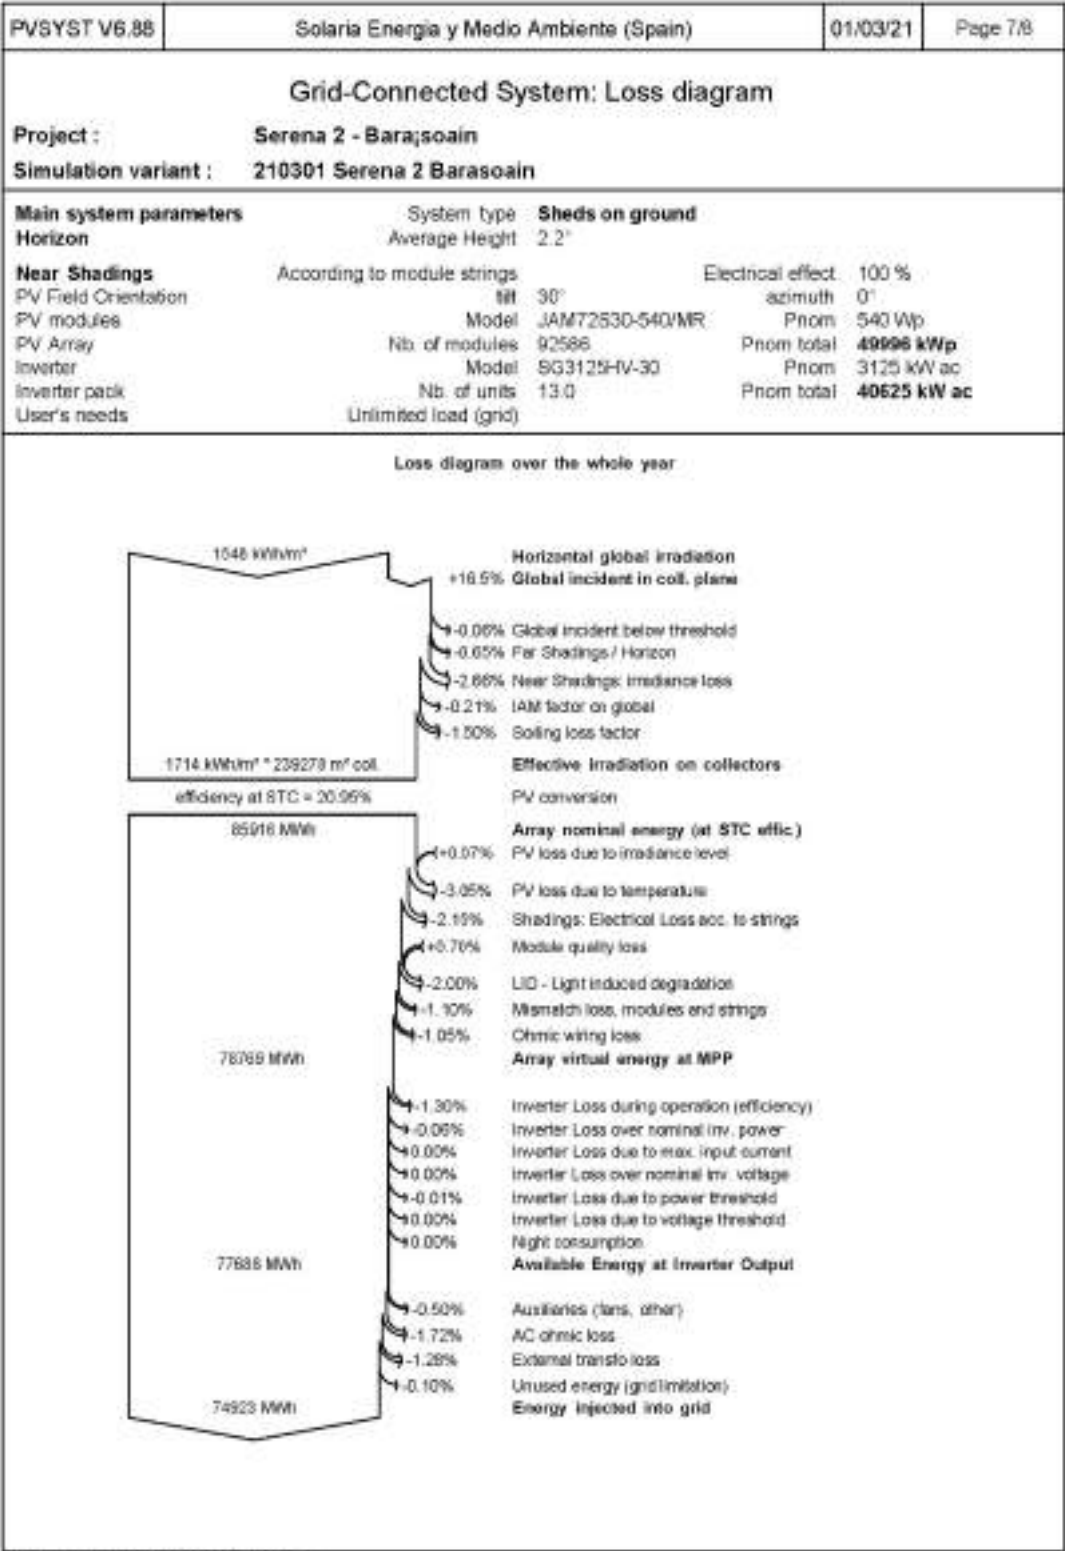 PVSYST V6.88 Solaria Energia y Medio Ambiente (Spain) 01/03/21 Page 7/8
Grid-Connected System: Loss diagram
Project : Serena 2 - Bara¡soain
Simulation variant : 210301 Serena 2 Barasoain
Main system parameters System type Sheds on ground
Horizon Average Height 2.2°
Near Shadings According to module strings Electrical effect 100 %
PV Field Orientation tilt 30° azimuth 0°
PV modules Model JAM72S30-540/MR Pnom 540 Wp
PV Array Nb. of modules 92586 Pnom total 49996 kWp
Inverter Model SG3125HV-30 Pnom 3125 kW ac
Inverter pack Nb. of units 13.0 Pnom total 40625 kW ac
User's needs Unlimited load (grid)
Loss diagram over the whole year
1548 kWh/m² Horizontal global irradiation
+16.5% Global incident in coll. plane
-0.06% Global incident below threshold
-0.65% Far Shadings / Horizon
-2.66% Near Shadings: irradiance loss
-0.21% IAM factor on global
-1.50% Soiling loss factor
1714 kWh/m² * 239278 m² coll. Effective irradiation on collectors
efficiency at STC = 20.95% PV conversion
85916 MWh Array nominal energy (at STC effic.)
+0.07% PV loss due to irradiance level
-3.05% PV loss due to temperature
-2.15% Shadings: Electrical Loss acc. to strings
+0.70% Module quality loss
-2.00% LID - Light induced degradation
-1.10% Mismatch loss, modules and strings
-1.05% Ohmic wiring loss
78769 MWh Array virtual energy at MPP
-1.30% Inverter Loss during operation (efficiency)
-0.06% Inverter Loss over nominal inv. power
0.00% Inverter Loss due to max. input current
0.00% Inverter Loss over nominal inv. voltage
-0.01% Inverter Loss due to power threshold
0.00% Inverter Loss due to voltage threshold
0.00% Night consumption
77688 MWh Available Energy at Inverter Output
-0.50% Auxiliaries (fans, other)
-1.72% AC ohmic loss
-1.28% External transfo loss
-0.10% Unused energy (grid limitation)
74923 MWh Energy injected into grid